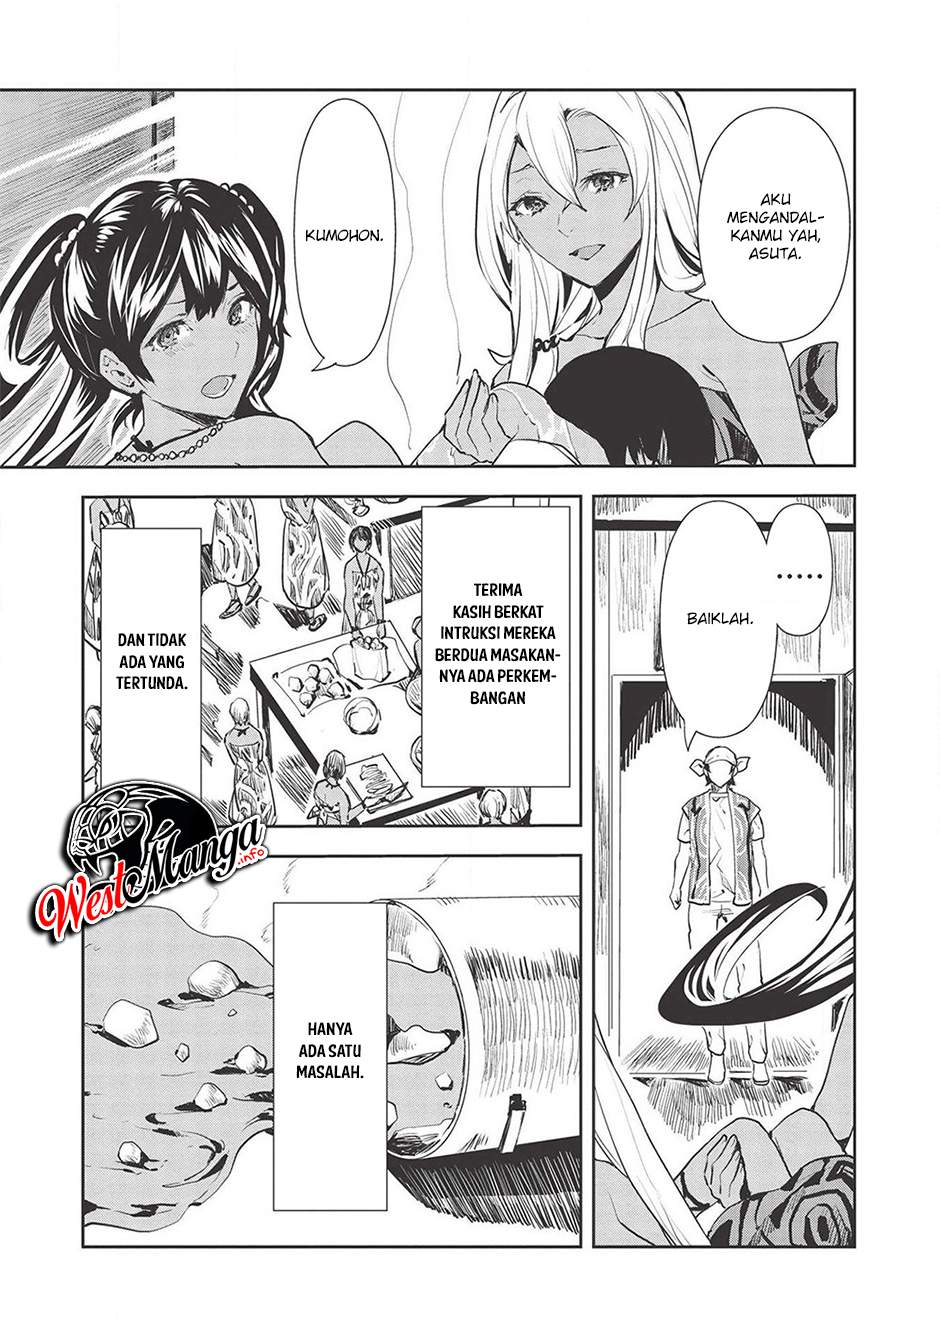 AKU
MENGANDAL-
KANMU YAH,
ASUTA.
KUMOHON.
......
BAIKLAH.
TERIMA
KASIH BERKAT
INTRUKSI MEREKA
BERDUA MASAKAN-
NYA ADA PERKEM-
BANGAN
DAN TIDAK
ADA YANG
TERTUNDA.
HANYA
ADA SATU
MASALAH.
WestManga
.info